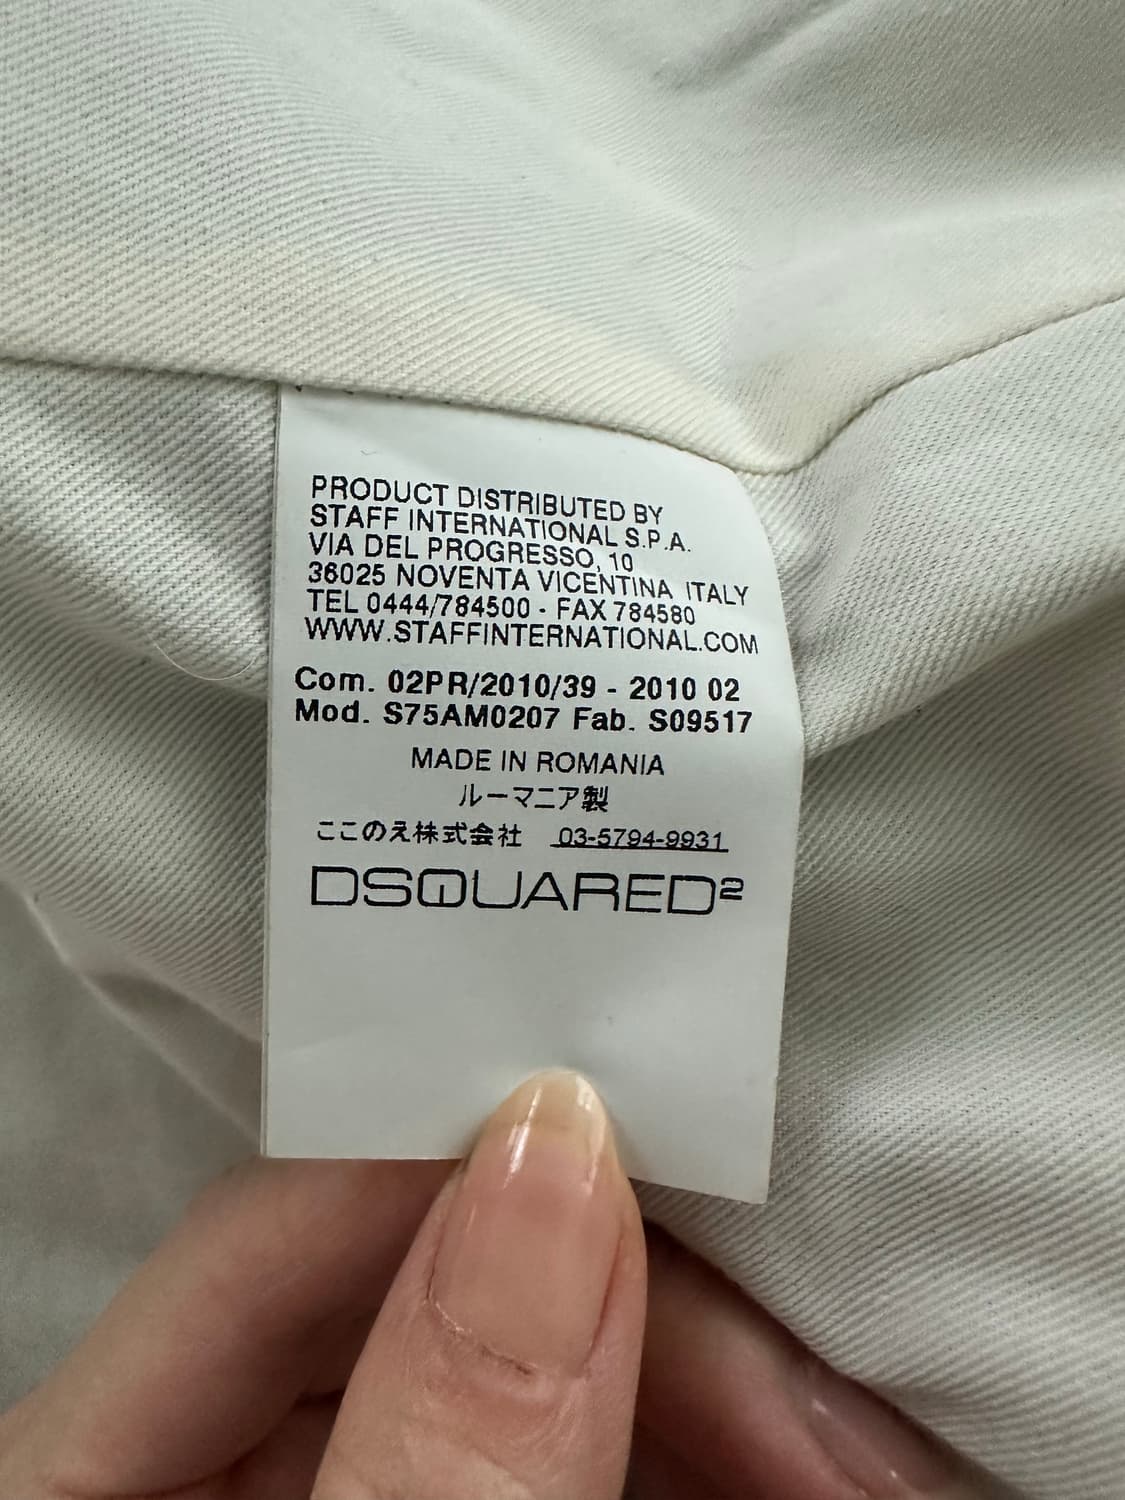 PRODUCT DISTRIBUTED BY
STAFF INTERNATIONAL S.P.A.
VIA DEL PROGRESSO, 10
36025 NOVENTA VICENTINA ITALY
TEL 0444/784500 - FAX 784580
WWW.STAFFINTERNATIONAL.COM
Com. 02PR/2010/39 - 2010 02
Mod. S75AM0207 Fab. S09517
MADE IN ROMANIA
ルーマニア製
ここのえ株式会社 03-5794-9931
DSQUARED²